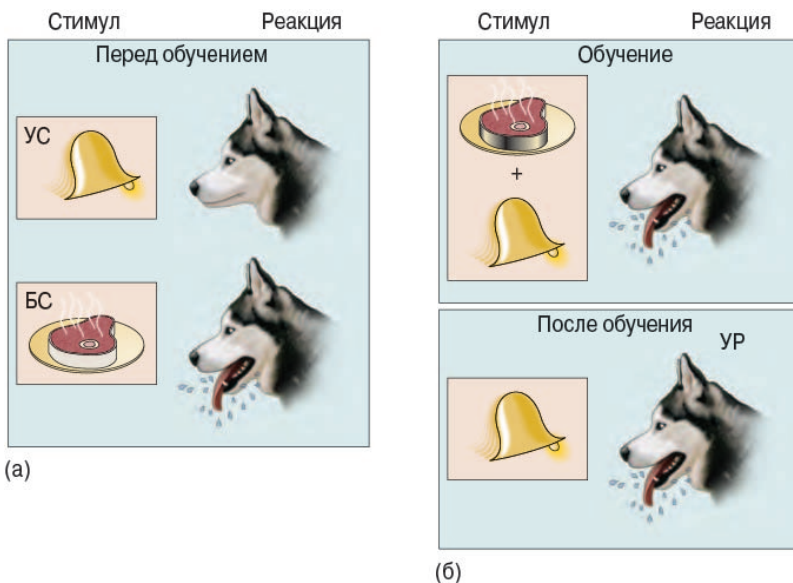 Стимул Реакция
Перед обучением
УС
БС
(а)
Стимул Реакция
Обучение
+
После обучения
УР
(б)